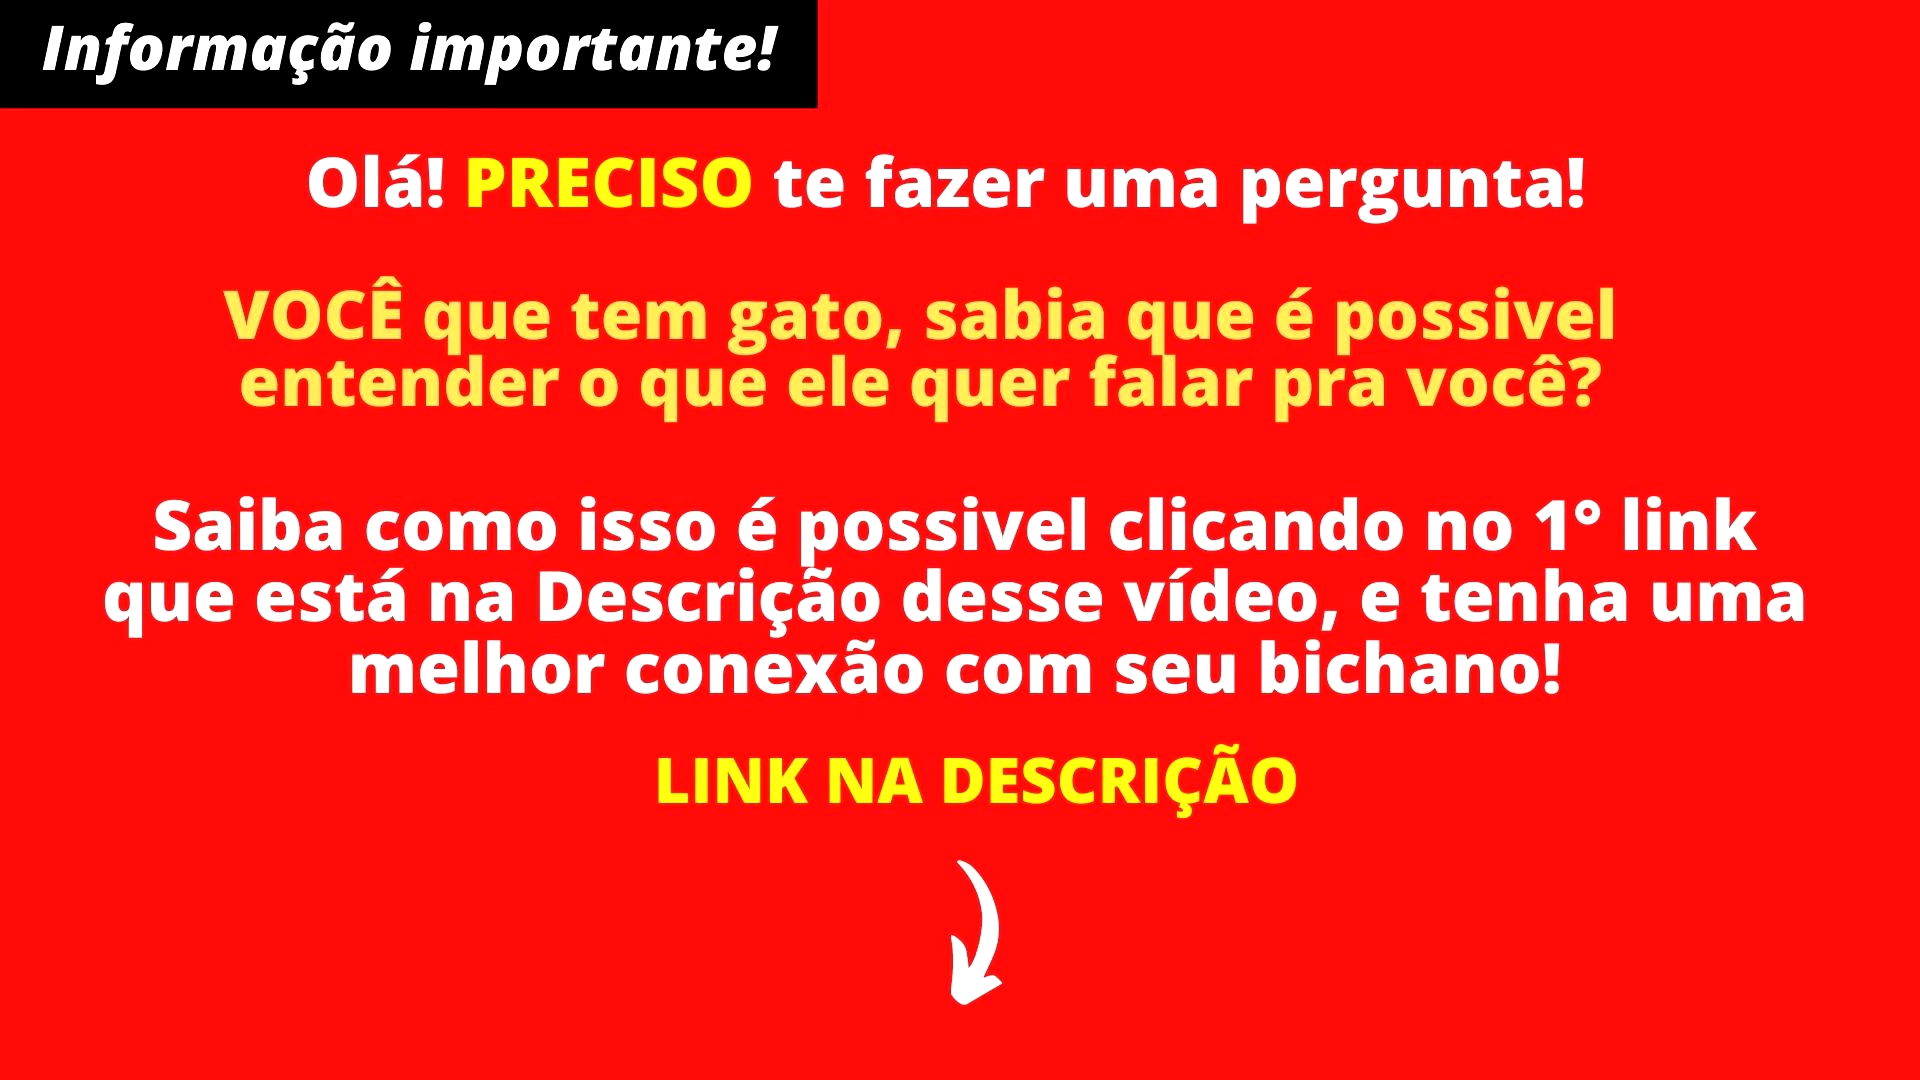 Informação importante!
Olá! PRECISO te fazer uma pergunta!
VOCÊ que tem gato, sabia que é possivel
entender o que ele quer falar pra você?
Saiba como isso é possivel clicando no 1° link
que está na Descrição desse vídeo, e tenha uma
melhor conexão com seu bichano!
LINK NA DESCRIÇÃO